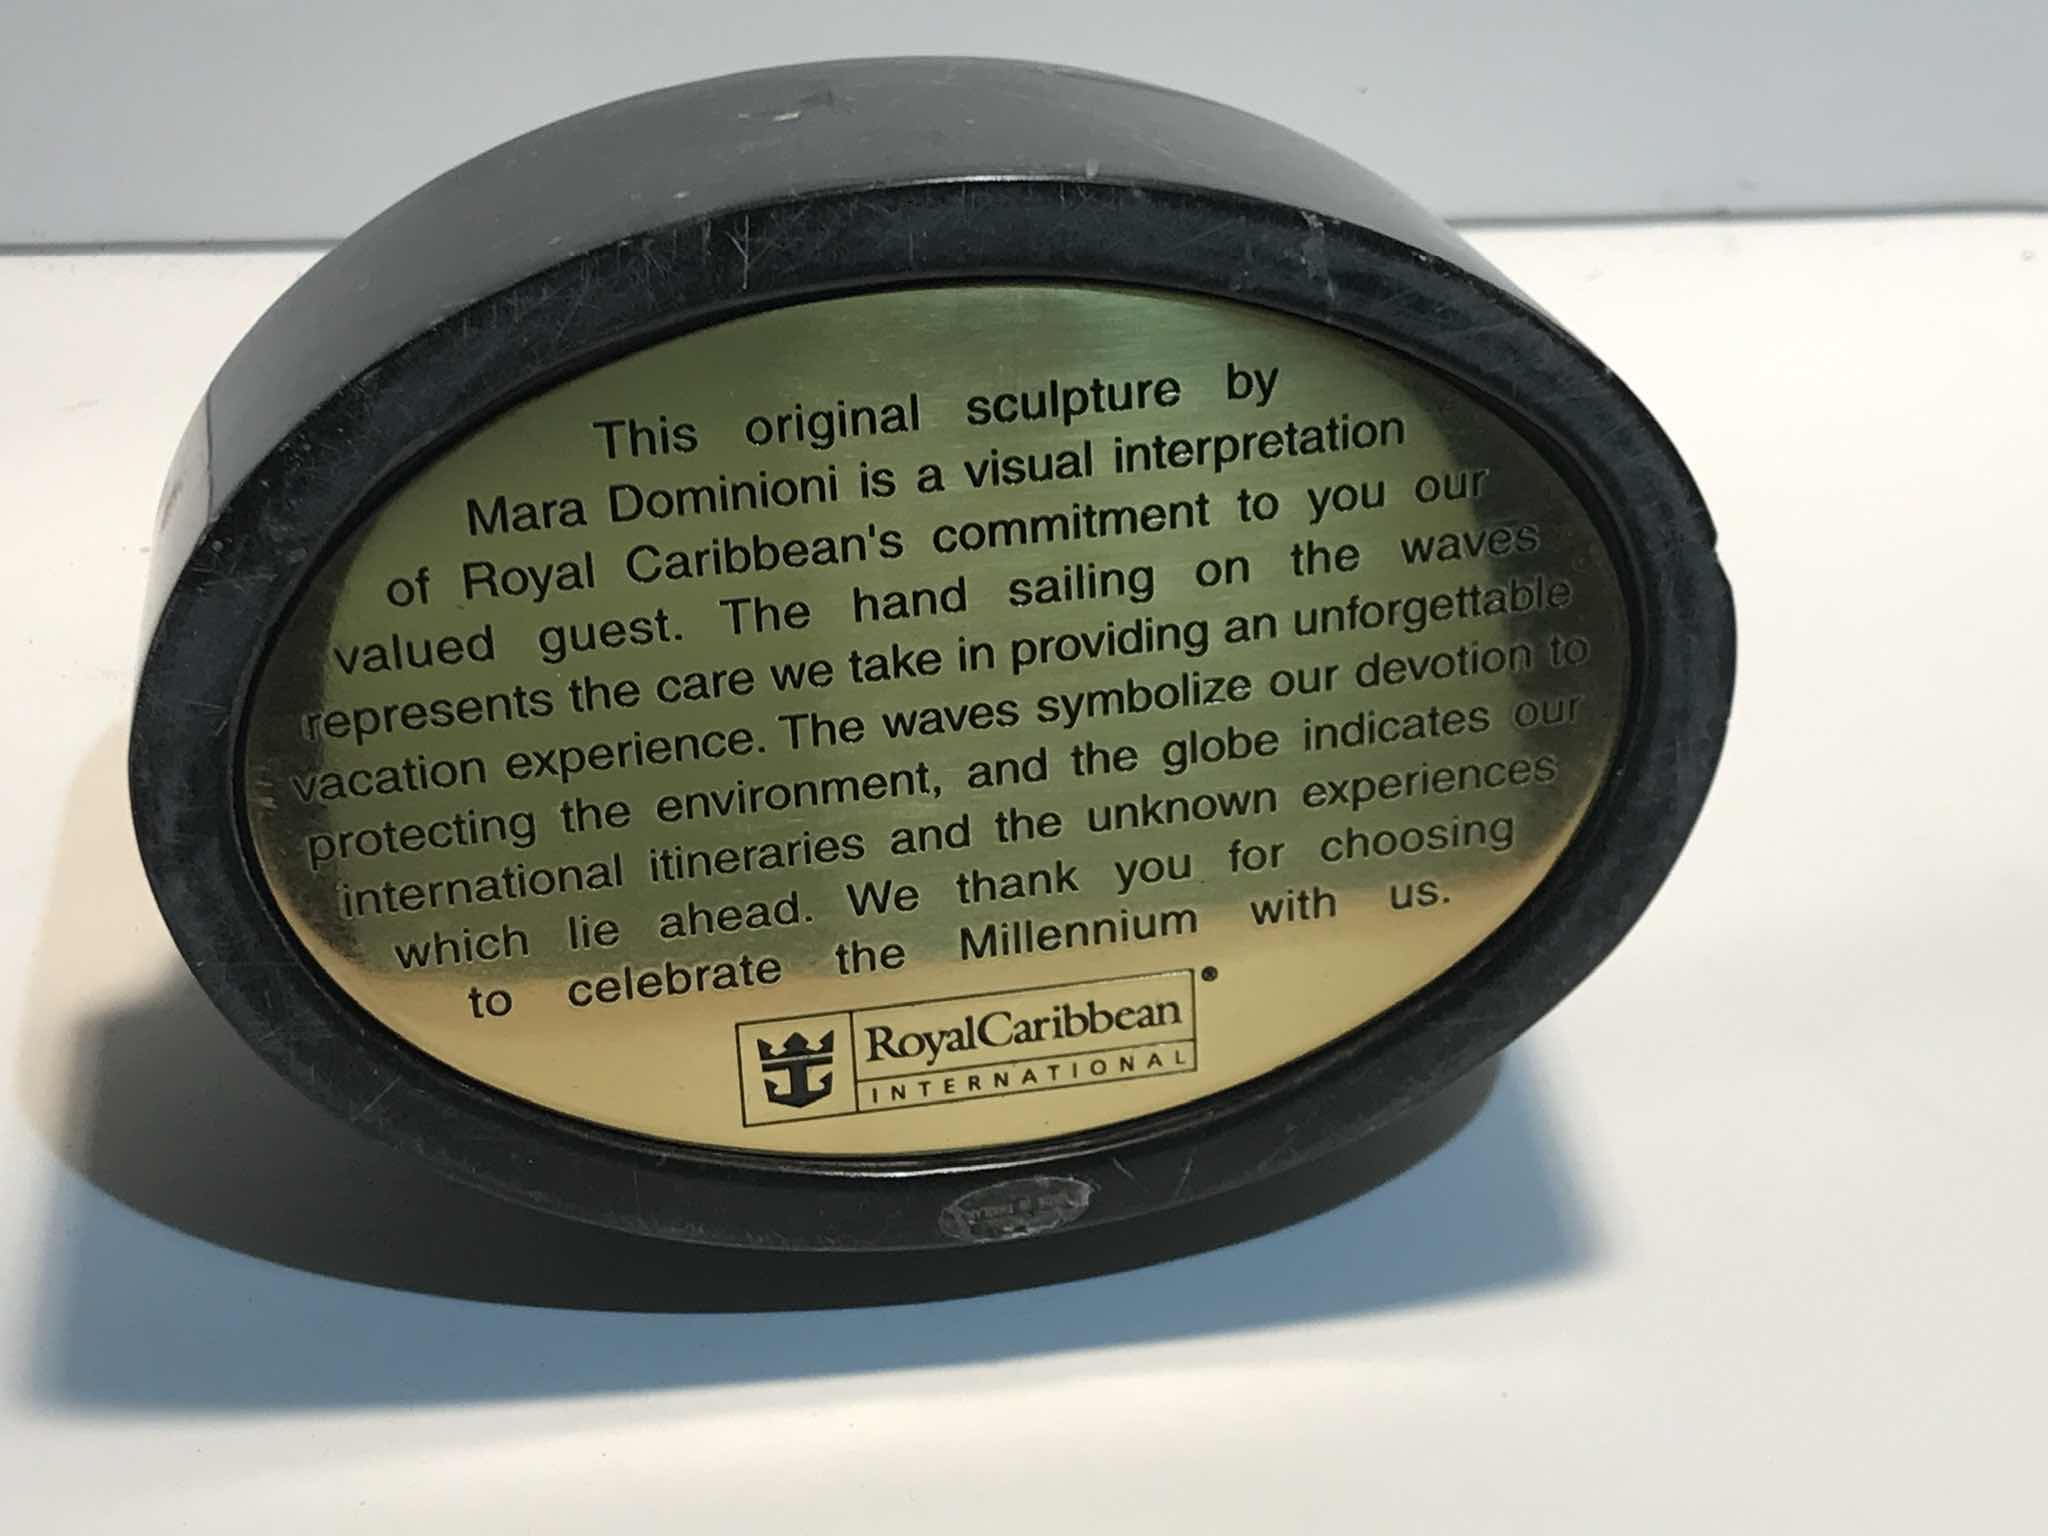 This original sculpture by
Mara Dominioni is a visual interpretation
of Royal Caribbean's commitment to you our
valued guest. The hand sailing on the waves
represents the care we take in providing an unforgettable
vacation experience. The waves symbolize our devotion to
protecting the environment, and the globe indicates our
international itineraries and the unknown experiences
which lie ahead. We thank you for choosing
to celebrate the Millennium with us.
RoyalCaribbean®
INTERNATIONAL